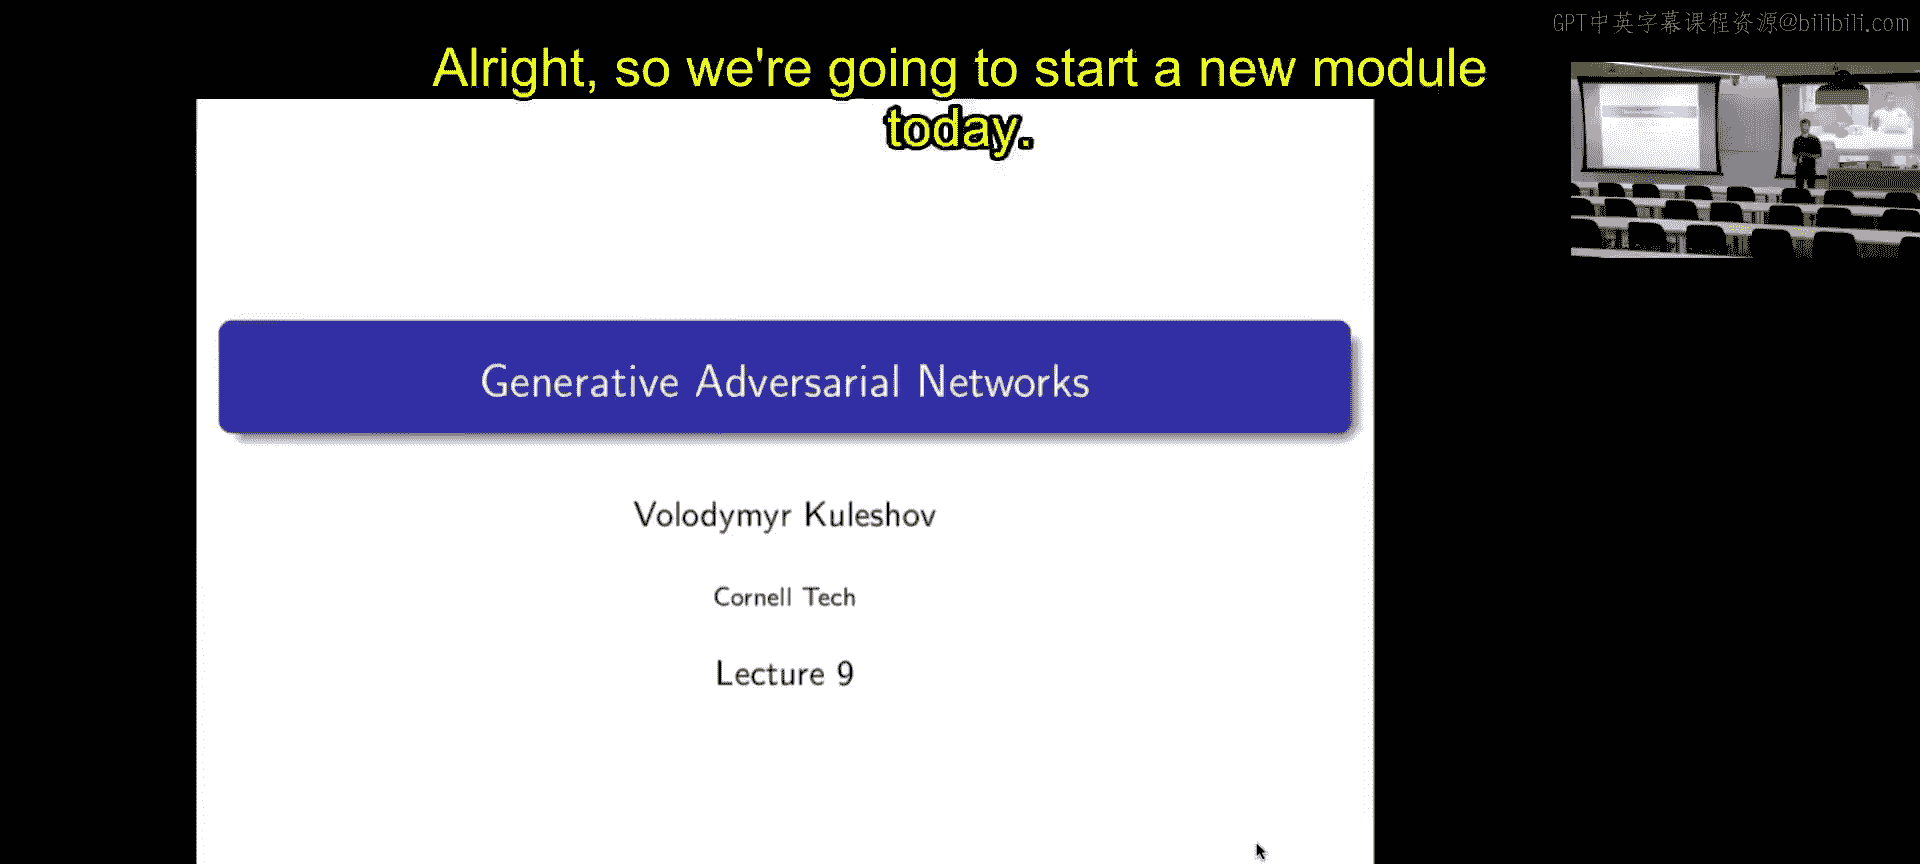 GPT中英字幕课程资源@bilibili.com
Alright, so we're going to start a new module
today.
Generative Adversarial Networks
Volodymyr Kuleshov
Cornell Tech
Lecture 9